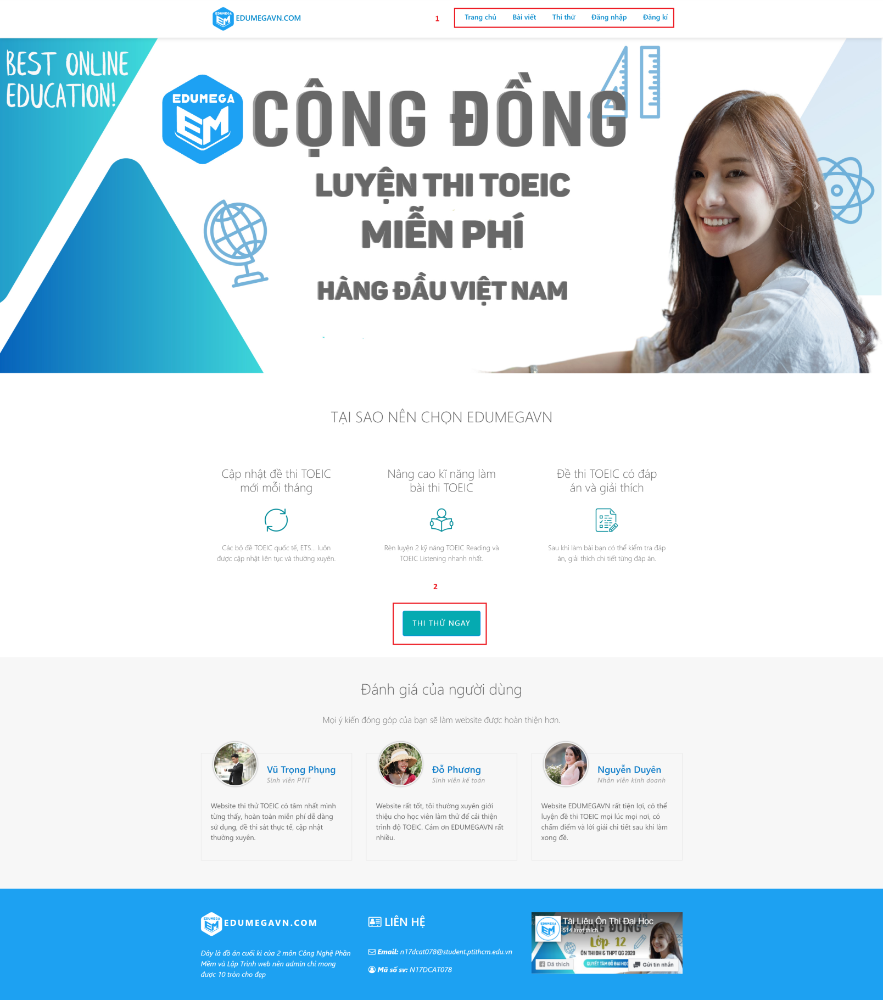 EDUMEGA
EM
EDUMEGAVN.COM
1
Trang chủ Bài viết Thi thử Đăng nhập Đăng kí
BEST ONLINE
EDUCATION!
EDUMEGA
EM
CỘNG ĐỒNG
LUYỆN THI TOEIC
MIỄN PHÍ
HÀNG ĐẦU VIỆT NAM
TẠI SAO NÊN CHỌN EDUMEGAVN
Cập nhật đề thi TOEIC
mới mỗi tháng
Các bộ đề TOEIC quốc tế, ETS... luôn
được cập nhật liên tục và thường xuyên.
Nâng cao kĩ năng làm
bài thi TOEIC
Rèn luyện 2 kỹ năng TOEIC Reading và
TOEIC Listening nhanh nhất.
Đề thi TOEIC có đáp
án và giải thích
Sau khi làm bài bạn có thể kiểm tra đáp
án, giải thích chi tiết từng đáp án.
2
THI THỬ NGAY
Đánh giá của người dùng
Mọi ý kiến đóng góp của bạn sẽ làm website được hoàn thiện hơn.
Vũ Trọng Phụng
Sinh viên PTIT
Website thi thử TOEIC có tâm nhất mình
từng thấy, hoàn toàn miễn phí dễ dàng
sử dụng, đề thi sát thực tế, cập nhật
thường xuyên.
Đỗ Phương
Sinh viên kế toán
Website rất tốt, tôi thường xuyên giới
thiệu cho học viên làm thử để cải thiện
trình độ TOEIC. Cảm ơn EDUMEGAVN rất
nhiều.
Nguyễn Duyên
Nhân viên kinh doanh
Website EDUMEGAVN rất tiện lợi, có thể
luyện đề thi TOEIC mọi lúc mọi nơi, có
chấm điểm và lời giải chi tiết sau khi làm
xong đề.
EDUMEGA
EM
EDUMEGAVN.COM
Đây là đồ án cuối kì của 2 môn Công Nghệ Phần
Mềm và Lập Trình web nên admin chỉ mong
được 10 tròn cho đẹp
LIÊN HỆ
Email: n17dcat078@student.ptithcm.edu.vn
Mã số sv: N17DCAT078
EDUMEGA
EM
Tài Liệu Ôn Thi Đại Học
514 lượt thích
CỘNG ĐỒNG
Lớp 12
ÔN THI ĐH & THPT QG 2020
QUYẾT TÂM ĐỖ ĐẠI HỌC
Đã thích
Gửi tin nhắn